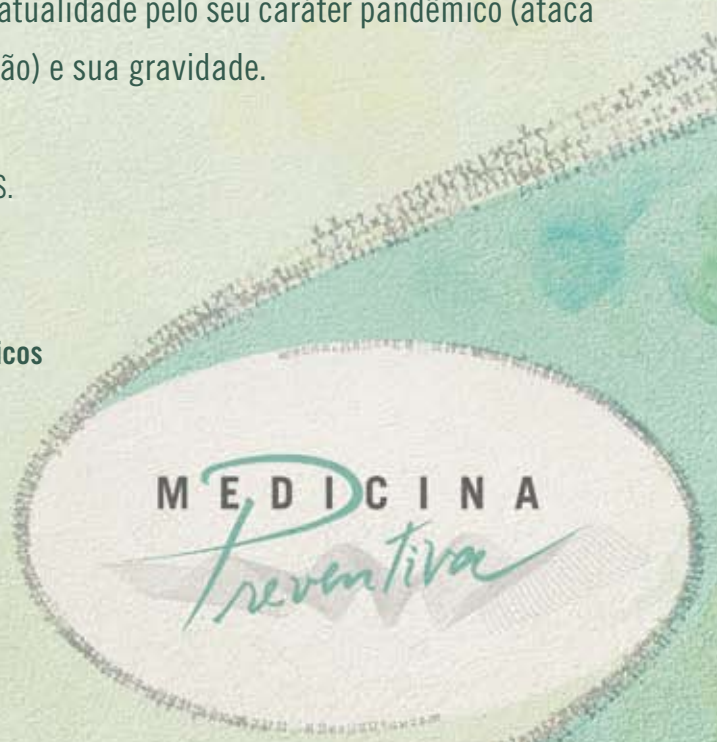 atualidade pelo seu caráter pandêmico (ataca
ão) e sua gravidade.
S.
icos
MEDICINA
Preventiva